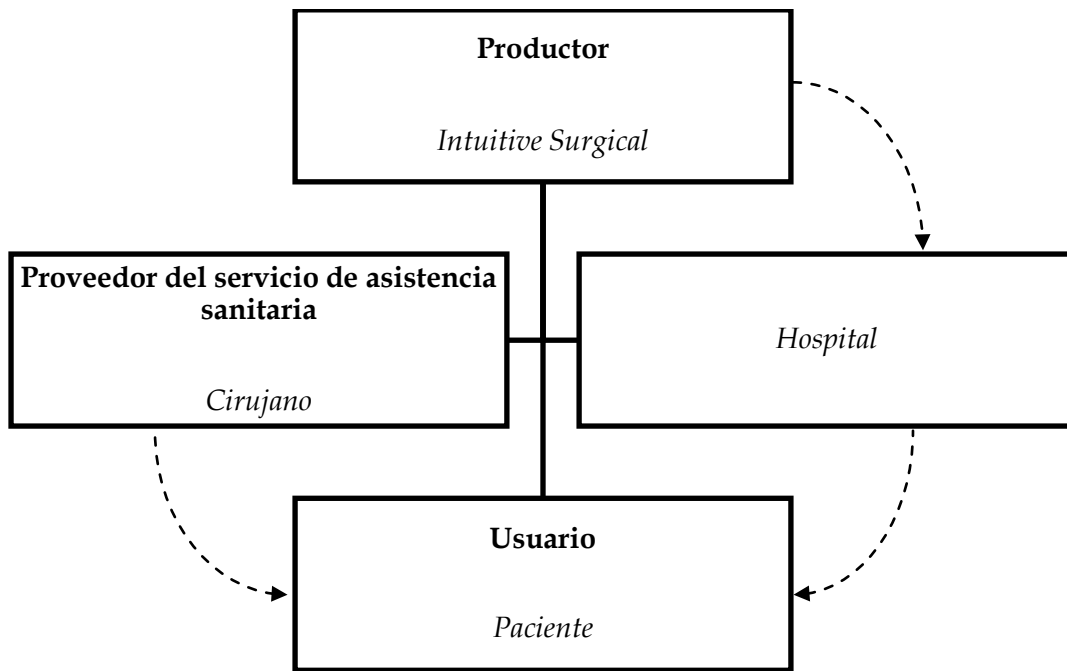 Productor
Intuitive Surgical
Proveedor del servicio de asistencia
sanitaria
Cirujano
Hospital
Usuario
Paciente